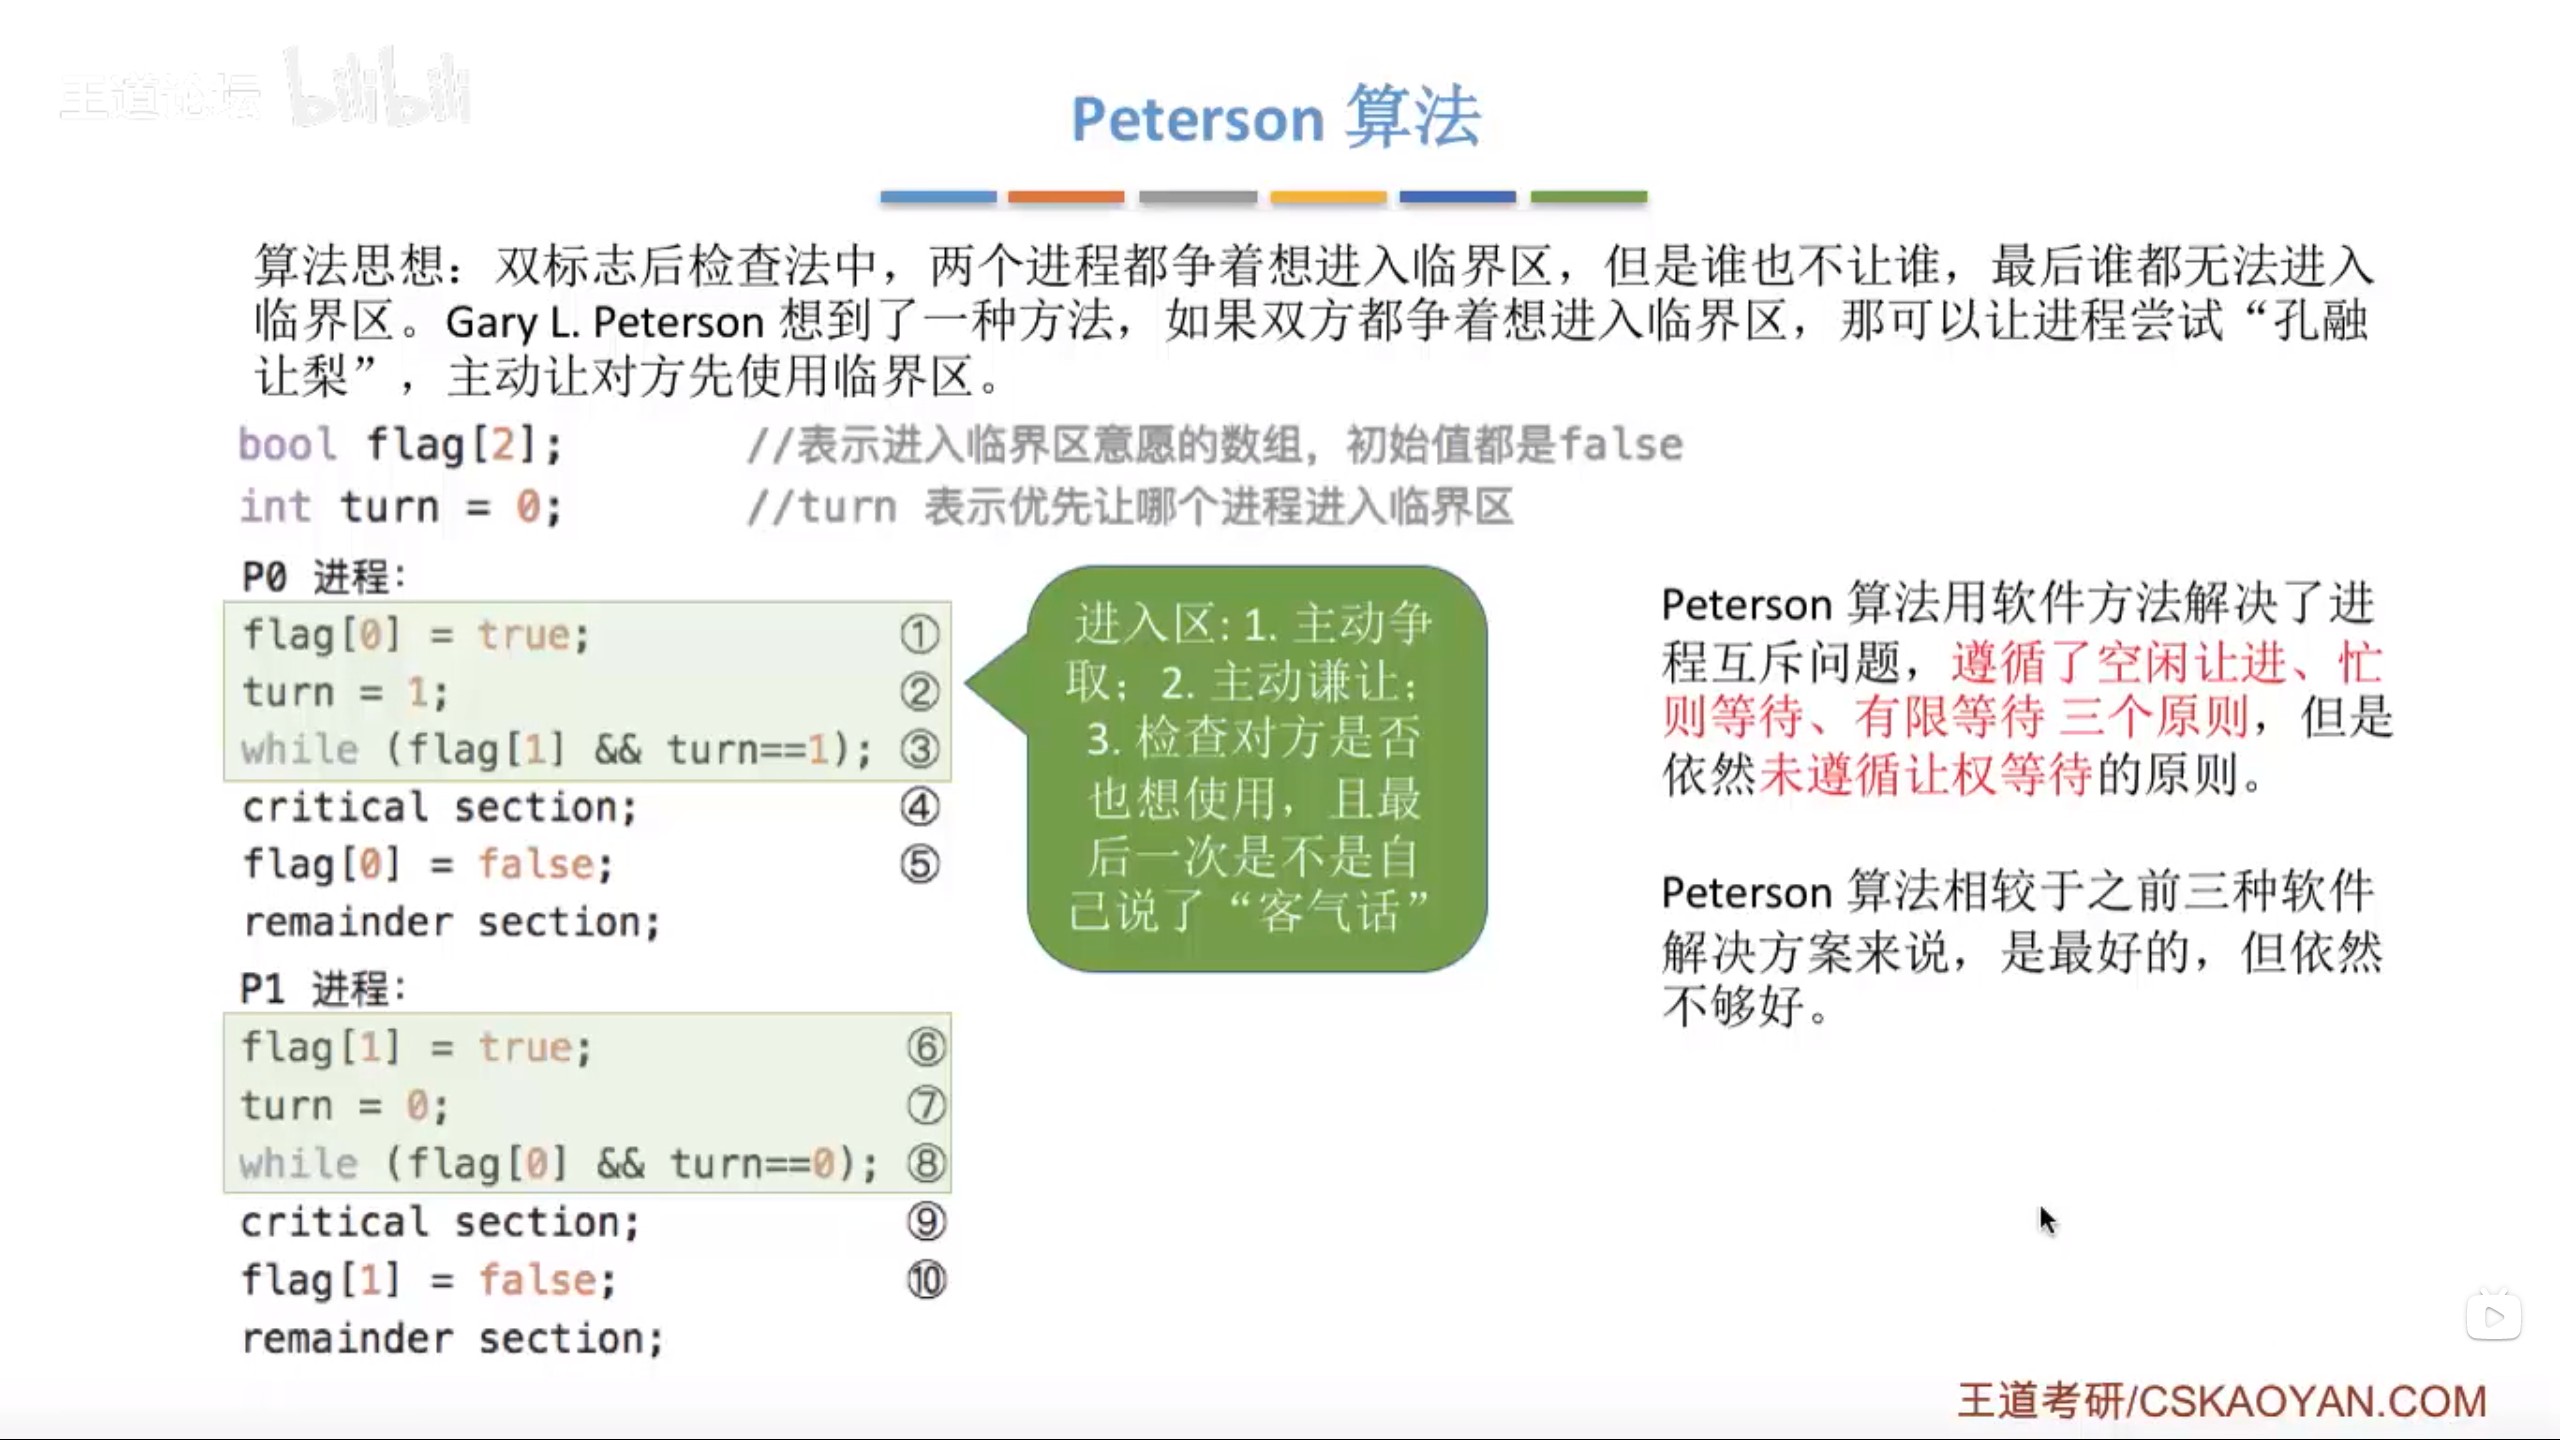 王道论坛 bilibili
Peterson 算法
算法思想：双标志后检查法中，两个进程都争着想进入临界区，但是谁也不让谁，最后谁都无法进入
临界区。Gary L. Peterson 想到了一种方法，如果双方都争着想进入临界区，那可以让进程尝试“孔融
让梨”，主动让对方先使用临界区。
bool flag[2]; //表示进入临界区意愿的数组，初始值都是false
int turn = 0; //turn 表示优先让哪个进程进入临界区
P0 进程：
flag[0] = true; ①
turn = 1; ②
while (flag[1] && turn==1); ③
critical section; ④
flag[0] = false; ⑤
remainder section;
P1 进程：
flag[1] = true; ⑥
turn = 0; ⑦
while (flag[0] && turn==0); ⑧
critical section; ⑨
flag[1] = false; ⑩
remainder section;
进入区: 1. 主动争
取；2. 主动谦让；
3. 检查对方是否
也想使用，且最
后一次是不是自
己说了“客气话”
Peterson 算法用软件方法解决了进
程互斥问题，遵循了空闲让进、忙
则等待、有限等待 三个原则，但是
依然未遵循让权等待的原则。
Peterson 算法相较于之前三种软件
解决方案来说，是最好的，但依然
不够好。
王道考研/CSKAOYAN.COM